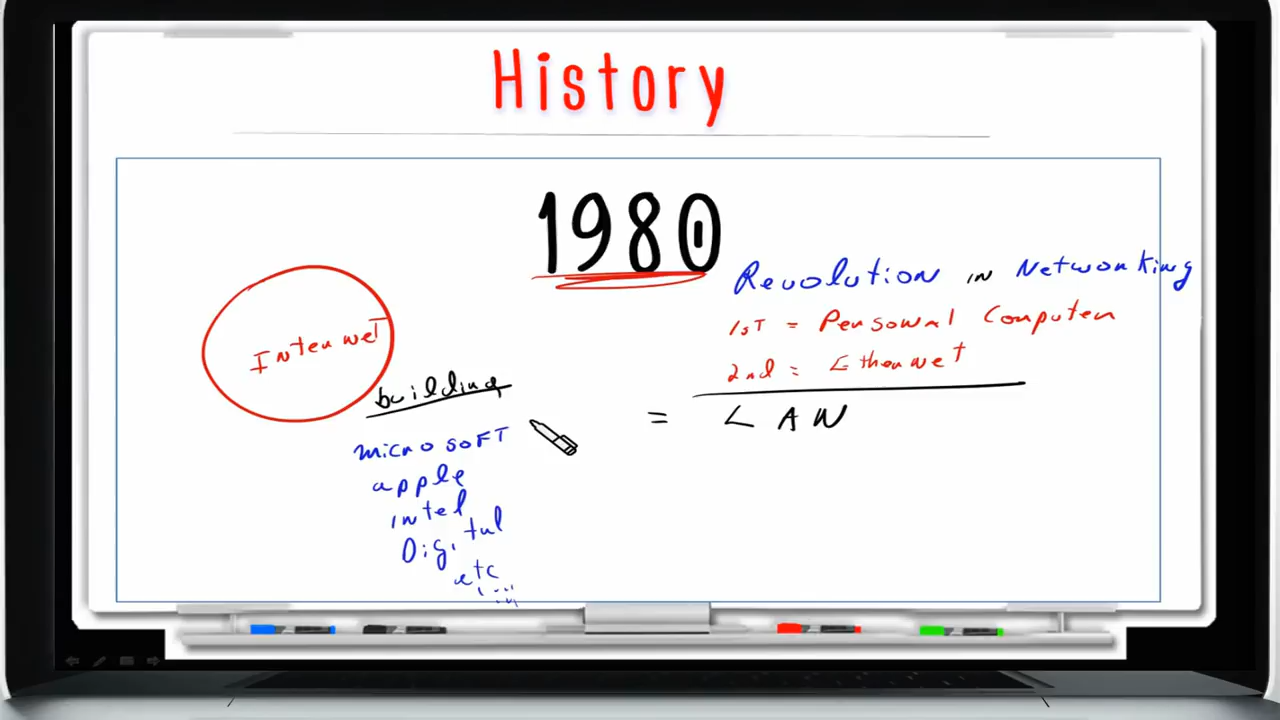 History
1980
Revolution in Networking
1st = Personal Computer
2nd = Ethernet
= LAN
Internet
building
microsoft
apple
intel
Digital
etc